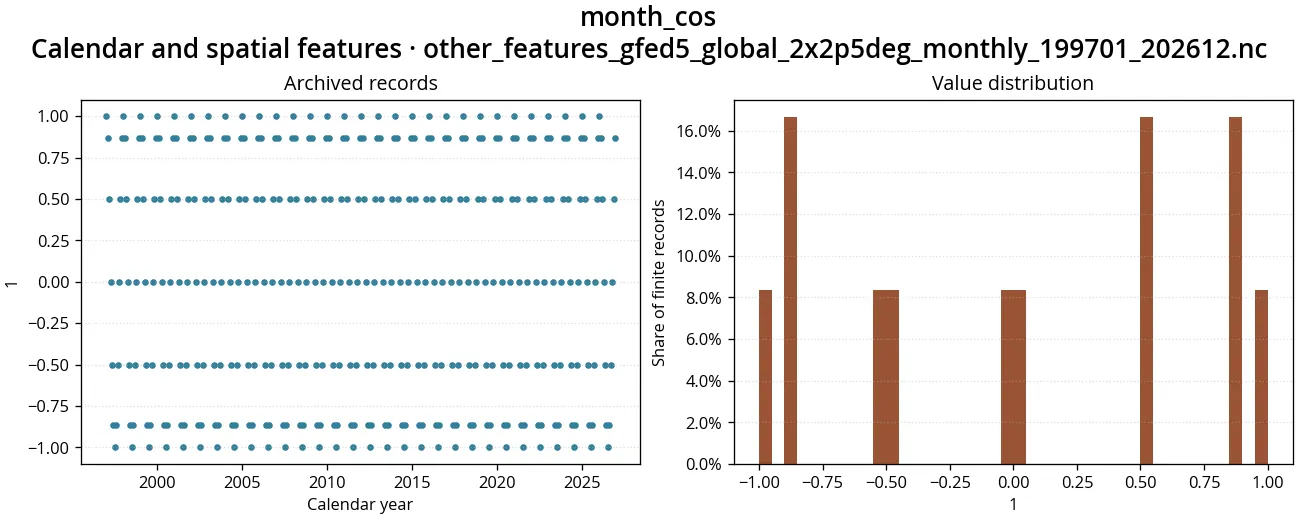 month_cos
Calendar and spatial features · other_features_gfed5_global_2x2p5deg_monthly_199701_202612.nc
Archived records
1.00
0.75
0.50
0.25
0.00
−0.25
−0.50
−0.75
−1.00
1
2000 2005 2010 2015 2020 2025
Calendar year
Value distribution
16.0%
14.0%
12.0%
10.0%
8.0%
6.0%
4.0%
2.0%
0.0%
Share of finite records
−1.00 −0.75 −0.50 −0.25 0.00 0.25 0.50 0.75 1.00
1